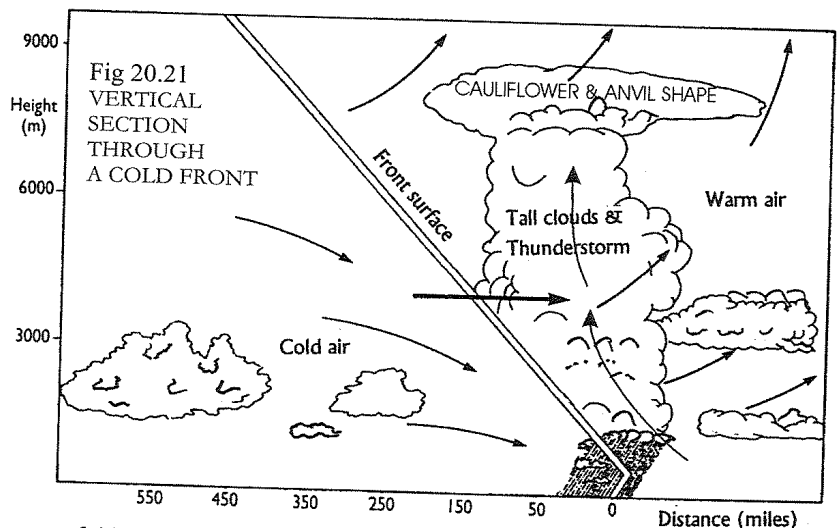 9000
Fig 20.21
VERTICAL
SECTION
THROUGH
A COLD FRONT
Height
(m)
CAULIFLOWER & ANVIL SHAPE
Front surface
6000
Warm air
Tall clouds &
Thunderstorm
3000
Cold air
550 450 350 250 150 50 0
Distance (miles)